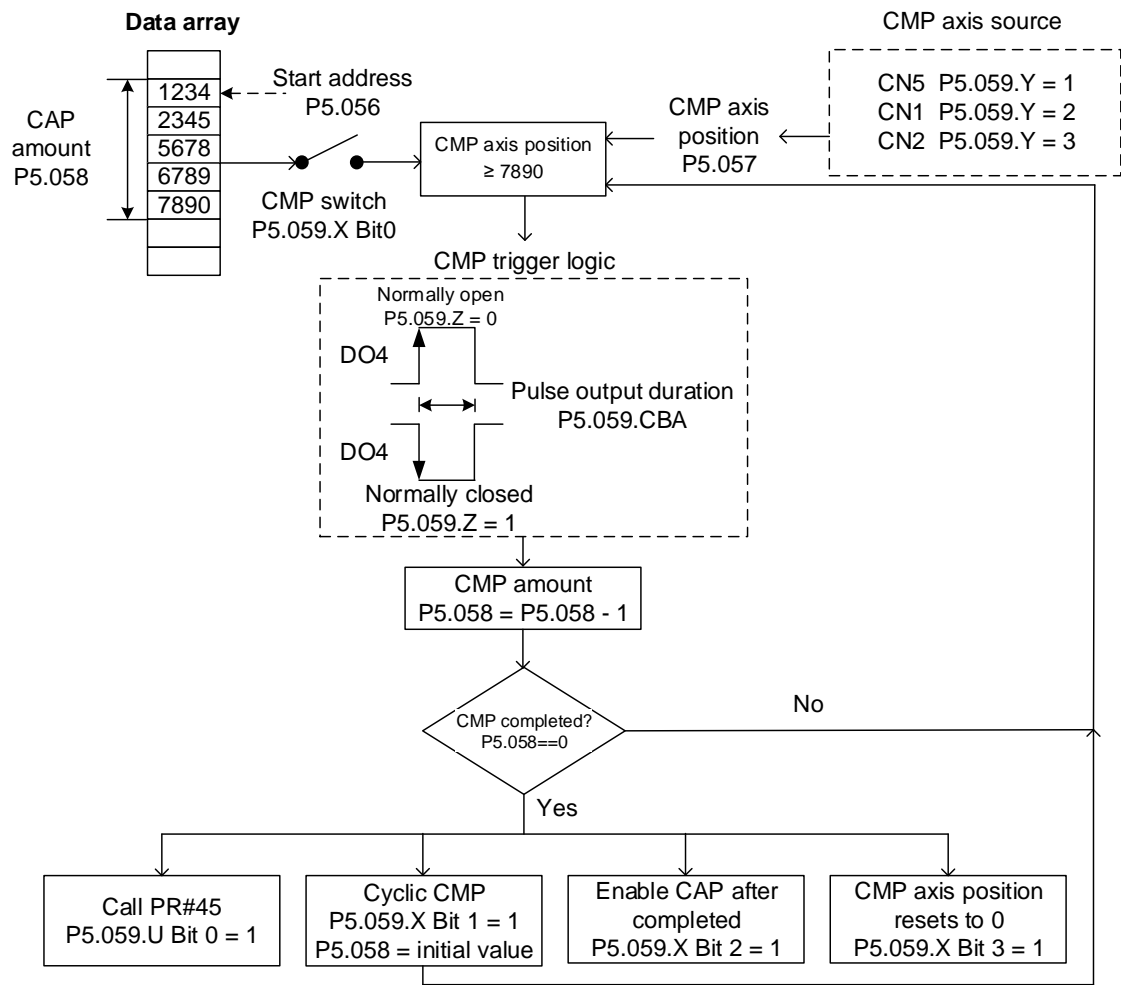 Data array
CMP axis source
1234
2345
5678
6789
7890
CAP
amount
P5.058
Start address
P5.056
CMP switch
P5.059.X Bit0
CMP axis position
≥ 7890
CMP axis
position
P5.057
CN5 P5.059.Y = 1
CN1 P5.059.Y = 2
CN2 P5.059.Y = 3
CMP trigger logic
Normally open
P5.059.Z = 0
DO4
Pulse output duration
P5.059.CBA
DO4
Normally closed
P5.059.Z = 1
CMP amount
P5.058 = P5.058 - 1
CMP completed?
P5.058==0
No
Yes
Call PR#45
P5.059.U Bit 0 = 1
Cyclic CMP
P5.059.X Bit 1 = 1
P5.058 = initial value
Enable CAP after
completed
P5.059.X Bit 2 = 1
CMP axis position
resets to 0
P5.059.X Bit 3 = 1